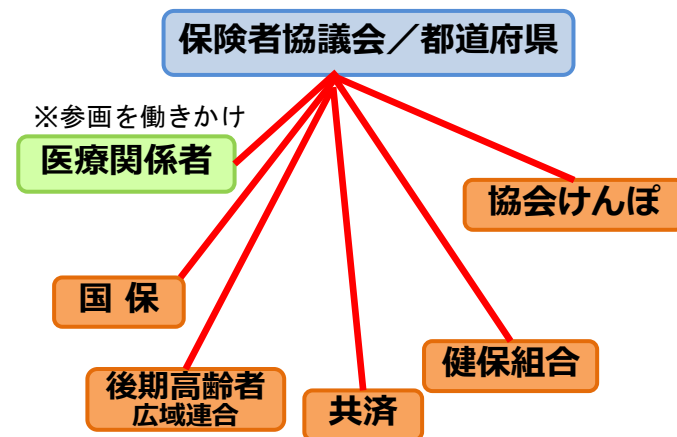 保険者協議会／都道府県
※参画を働きかけ
医療関係者
協会けんぽ
国 保
健保組合
後期高齢者
広域連合
共済